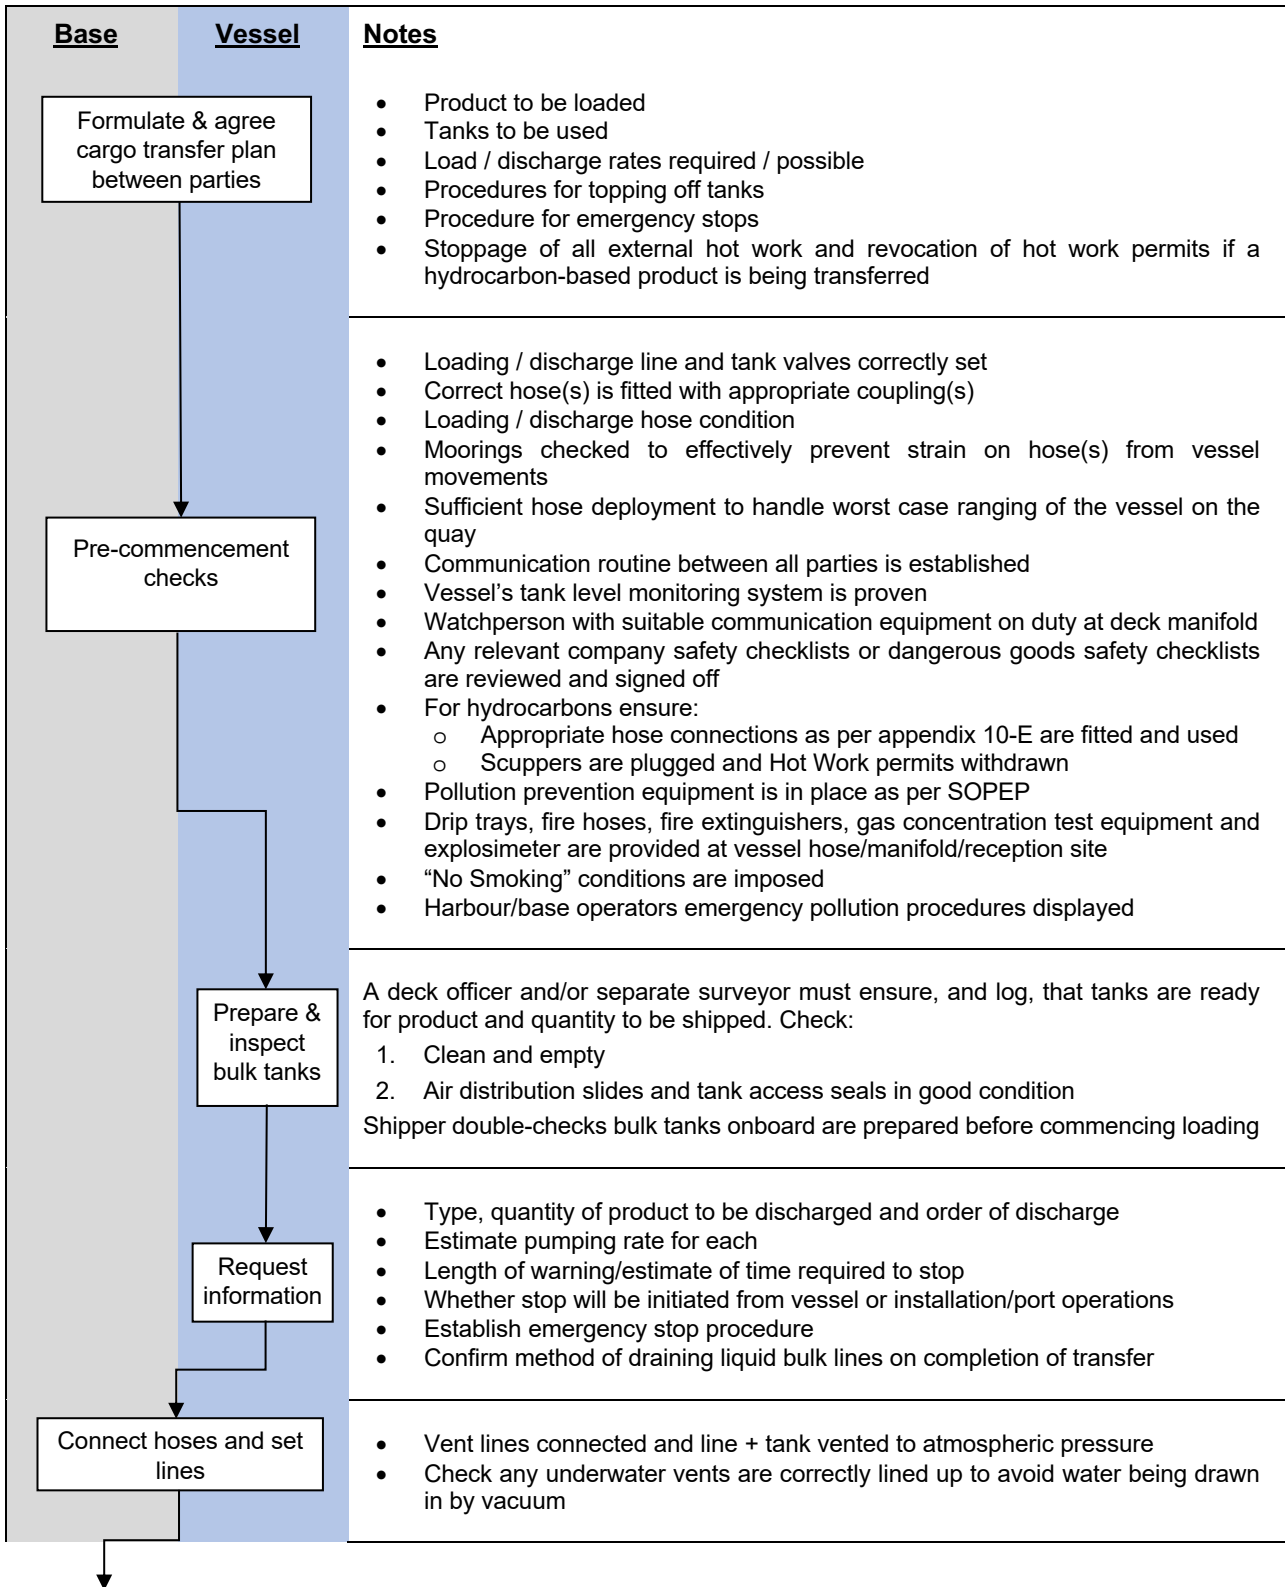 Base
Vessel
Notes
Formulate & agree
cargo transfer plan
between parties
• Product to be loaded
• Tanks to be used
• Load / discharge rates required / possible
• Procedures for topping off tanks
• Procedure for emergency stops
• Stoppage of all external hot work and revocation of hot work permits if a
hydrocarbon-based product is being transferred
Pre-commencement
checks
• Loading / discharge line and tank valves correctly set
• Correct hose(s) is fitted with appropriate coupling(s)
• Loading / discharge hose condition
• Moorings checked to effectively prevent strain on hose(s) from vessel
movements
• Sufficient hose deployment to handle worst case ranging of the vessel on the
quay
• Communication routine between all parties is established
• Vessel’s tank level monitoring system is proven
• Watchperson with suitable communication equipment on duty at deck manifold
• Any relevant company safety checklists or dangerous goods safety checklists
are reviewed and signed off
• For hydrocarbons ensure:
o Appropriate hose connections as per appendix 10-E are fitted and used
o Scuppers are plugged and Hot Work permits withdrawn
• Pollution prevention equipment is in place as per SOPEP
• Drip trays, fire hoses, fire extinguishers, gas concentration test equipment and
explosimeter are provided at vessel hose/manifold/reception site
• “No Smoking” conditions are imposed
• Harbour/base operators emergency pollution procedures displayed
Prepare &
inspect
bulk tanks
A deck officer and/or separate surveyor must ensure, and log, that tanks are ready
for product and quantity to be shipped. Check:
1. Clean and empty
2. Air distribution slides and tank access seals in good condition
Shipper double-checks bulk tanks onboard are prepared before commencing loading
Request
information
• Type, quantity of product to be discharged and order of discharge
• Estimate pumping rate for each
• Length of warning/estimate of time required to stop
• Whether stop will be initiated from vessel or installation/port operations
• Establish emergency stop procedure
• Confirm method of draining liquid bulk lines on completion of transfer
Connect hoses and set
lines
• Vent lines connected and line + tank vented to atmospheric pressure
• Check any underwater vents are correctly lined up to avoid water being drawn
in by vacuum